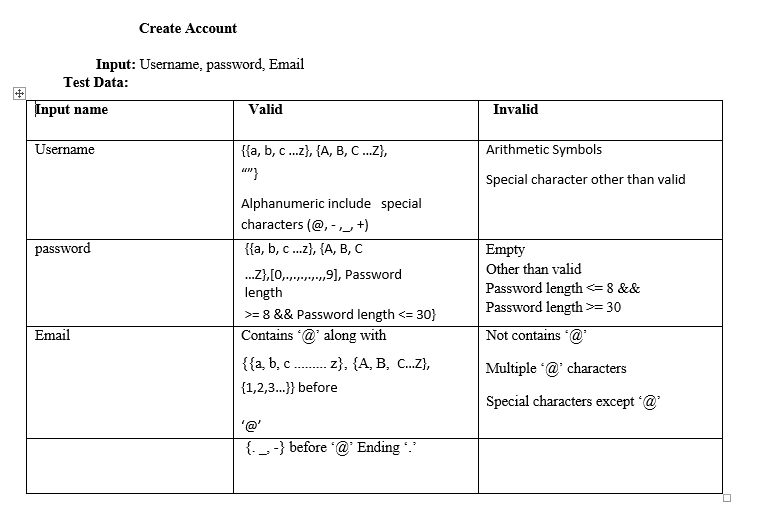 Create Account
Input: Username, password, Email
Test Data:
Input name Valid Invalid
Username
{{a, b, c ...z}, {A, B, C ...Z},
“”}
Alphanumeric include special
characters (@, - ,_, +)
Arithmetic Symbols
Special character other than valid
password
{{a, b, c ...z}, {A, B, C
...Z},[0,.,.,.,.,.,.,,9], Password
length
>= 8 && Password length <= 30}
Empty
Other than valid
Password length <= 8 &&
Password length >= 30
Email
Contains ‘@’ along with
{{a, b, c ......... z}, {A, B, C...Z},
{1,2,3...}} before
‘@’
Not contains ‘@’
Multiple ‘@’ characters
Special characters except ‘@’
{. _, -} before ‘@’ Ending ‘.’